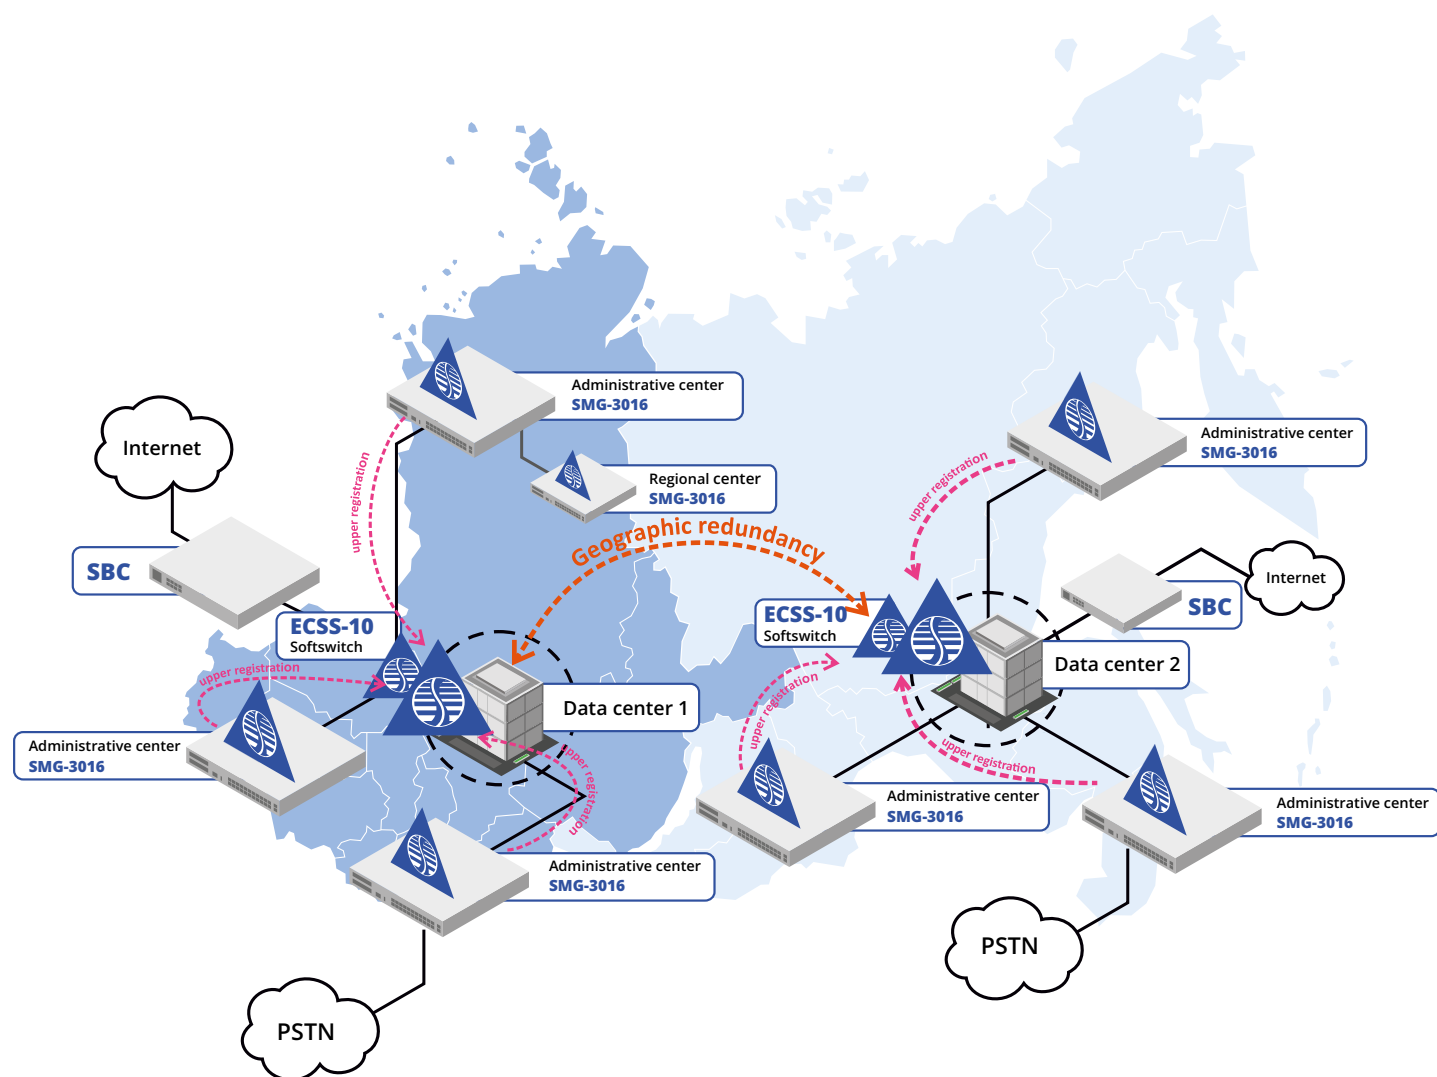 Administrative center
SMG-3016
Internet
Regional center
SMG-3016
upper registration
Geographic redundancy
upper registration
Administrative center
SMG-3016
SBC
Internet
SBC
ECSS-10
Softswitch
ECSS-10
Softswitch
Data center 2
upper registration
Data center 1
upper registration
Administrative center
SMG-3016
upper registration
upper registration
Administrative center
SMG-3016
Administrative center
SMG-3016
Administrative center
SMG-3016
PSTN
PSTN